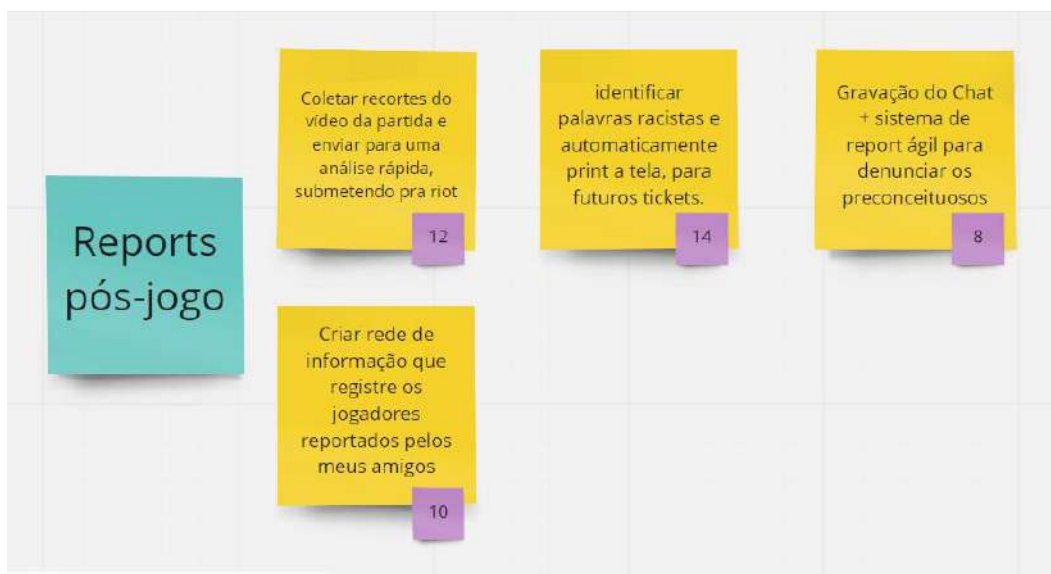 Reports
pós-jogo
Coletar recortes do
vídeo da partida e
enviar para uma
análise rápida,
submetendo pra riot
12
identificar
palavras racistas e
automaticamente
print a tela, para
futuros tickets.
14
Gravação do Chat
+ sistema de
report ágil para
denunciar os
preconceituosos
8
Criar rede de
informação que
registre os
jogadores
reportados pelos
meus amigos
10